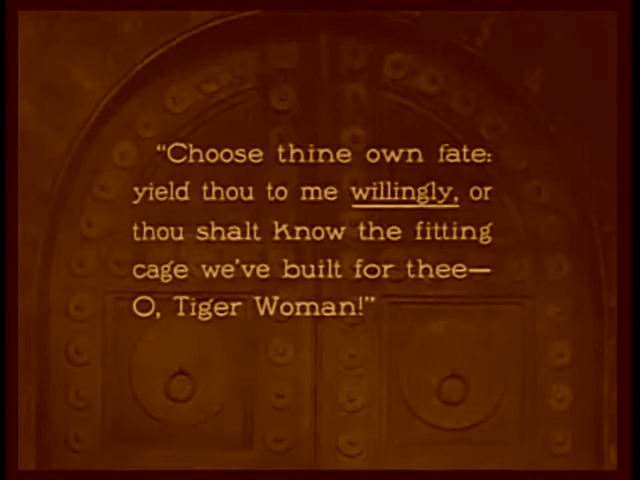 “Choose thine own fate:
yield thou to me willingly, or
thou shalt know the fitting
cage we've built for thee—
O, Tiger Woman!”